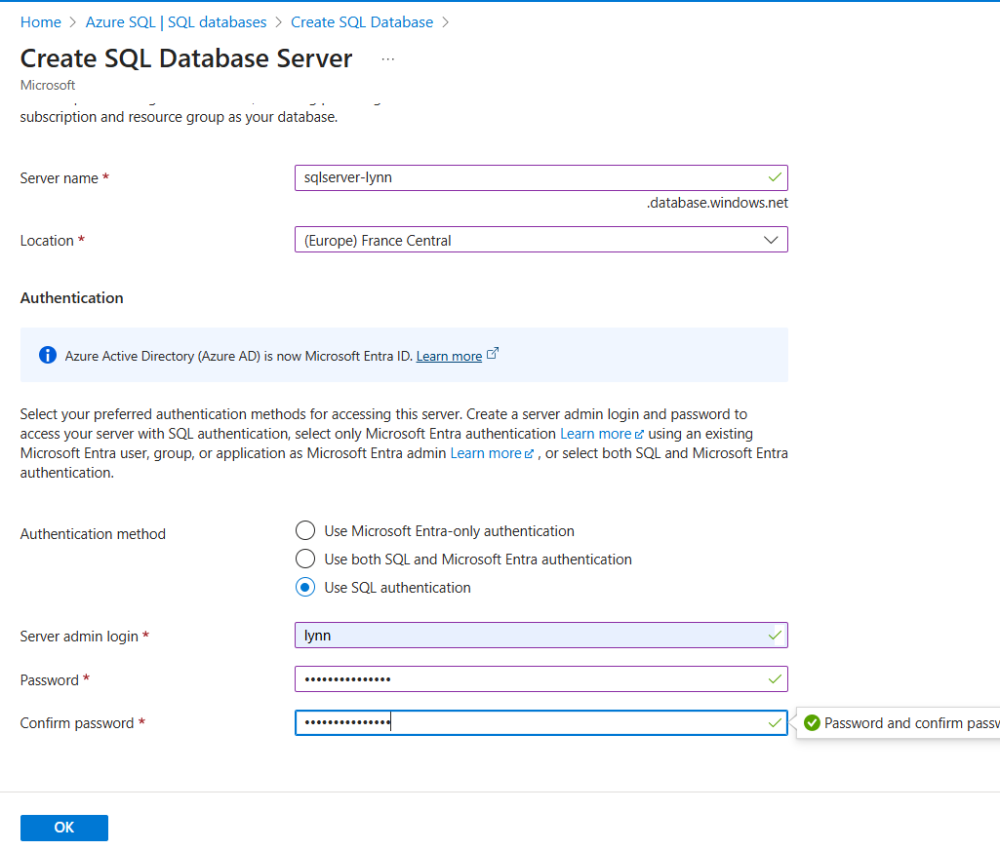 Home > Azure SQL | SQL databases > Create SQL Database >
Create SQL Database Server ...
Microsoft
subscription and resource group as your database.
Server name *
sqlserver-lynn
.database.windows.net
Location *
(Europe) France Central
Authentication
Azure Active Directory (Azure AD) is now Microsoft Entra ID. Learn more
Select your preferred authentication methods for accessing this server. Create a server admin login and password to
access your server with SQL authentication, select only Microsoft Entra authentication Learn more using an existing
Microsoft Entra user, group, or application as Microsoft Entra admin Learn more , or select both SQL and Microsoft Entra
authentication.
Authentication method
Use Microsoft Entra-only authentication
Use both SQL and Microsoft Entra authentication
Use SQL authentication
Server admin login *
lynn
Password *
•••••••••••••••
Confirm password *
•••••••••••••••
Password and confirm passw
OK